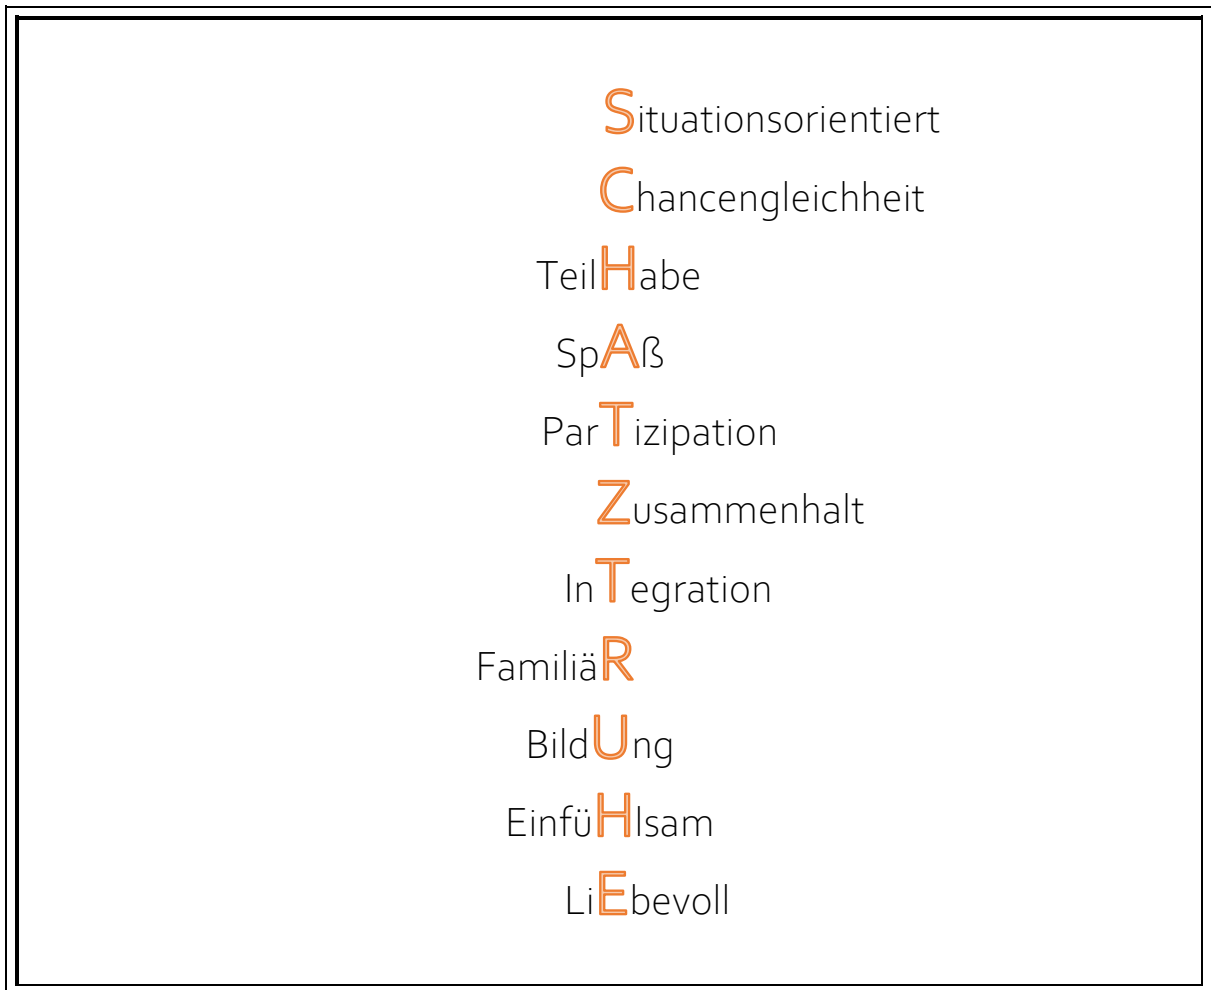 Situationsorientiert
Chancengleichheit
TeilHabe
SpAß
ParTizipation
Zusammenhalt
InTegration
FamiliäR
BildUng
EinfüHlsam
LiEbevoll